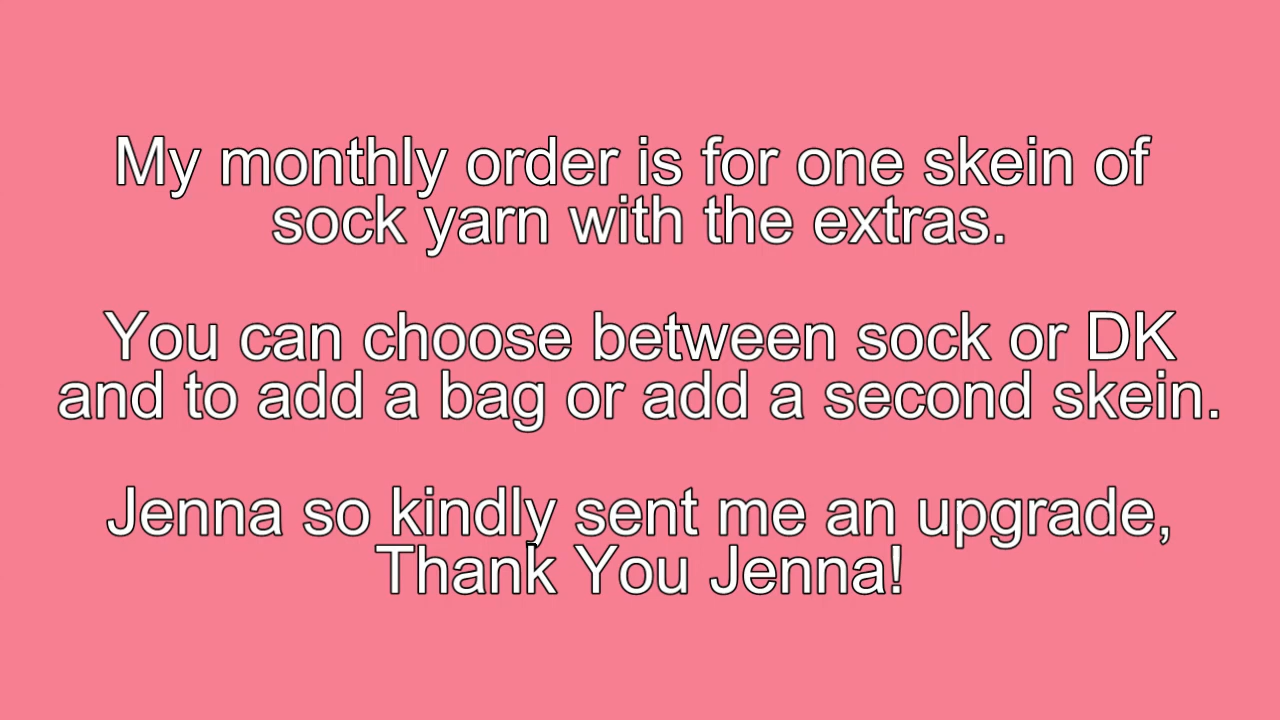 My monthly order is for one skein of
sock yarn with the extras.
You can choose between sock or DK
and to add a bag or add a second skein.
Jenna so kindly sent me an upgrade,
Thank You Jenna!